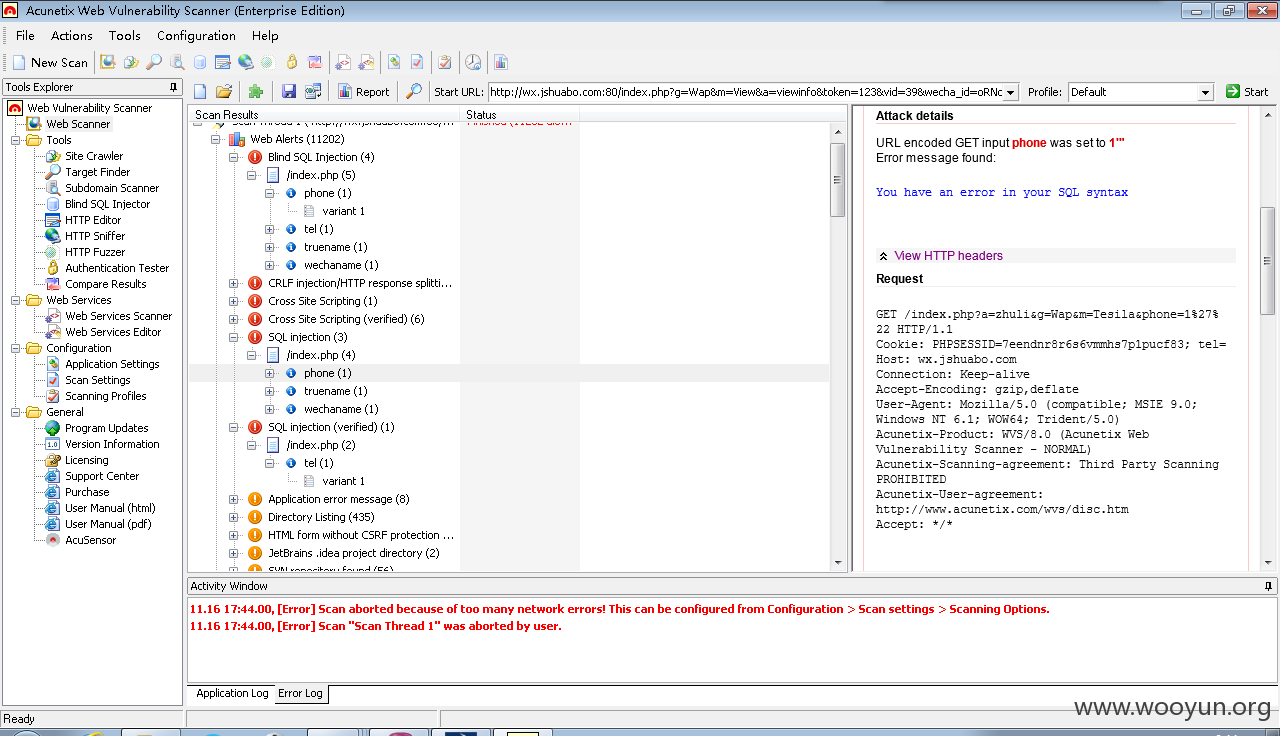 Acunetix Web Vulnerability Scanner (Enterprise Edition)
File Actions Tools Configuration Help
New Scan
Tools Explorer
Web Vulnerability Scanner
Web Scanner
Tools
Site Crawler
Target Finder
Subdomain Scanner
Blind SQL Injector
HTTP Editor
HTTP Sniffer
HTTP Fuzzer
Authentication Tester
Compare Results
Web Services
Web Services Scanner
Web Services Editor
Configuration
Application Settings
Scan Settings
Scanning Profiles
General
Program Updates
Version Information
Licensing
Support Center
Purchase
User Manual (html)
User Manual (pdf)
AcuSensor
Report
Start URL: http://wx.jshuabo.com:80/index.php?g=Wap&m=View&a=viewinfo&token=123&vid=39&wecha_id=oRNc
Profile: Default
Start
Scan Results Status
Web Alerts (11202)
Blind SQL Injection (4)
/index.php (5)
phone (1)
variant 1
tel (1)
truename (1)
wechaname (1)
CRLF injection/HTTP response splitti...
Cross Site Scripting (1)
Cross Site Scripting (verified) (6)
SQL injection (3)
/index.php (4)
phone (1)
truename (1)
wechaname (1)
SQL injection (verified) (1)
/index.php (2)
tel (1)
variant 1
Application error message (8)
Directory Listing (435)
HTML form without CSRF protection ...
JetBrains .idea project directory (2)
SVN repository found (56)
Attack details
URL encoded GET input phone was set to 1'"
Error message found:
You have an error in your SQL syntax
View HTTP headers
Request
GET /index.php?a=zhuli&g=Wap&m=Tesila&phone=1%27%
22 HTTP/1.1
Cookie: PHPSESSID=7eendnr8r6s6vmmhs7p1pucf83; tel=
Host: wx.jshuabo.com
Connection: Keep-alive
Accept-Encoding: gzip,deflate
User-Agent: Mozilla/5.0 (compatible; MSIE 9.0;
Windows NT 6.1; WOW64; Trident/5.0)
Acunetix-Product: WVS/8.0 (Acunetix Web
Vulnerability Scanner - NORMAL)
Acunetix-Scanning-agreement: Third Party Scanning
PROHIBITED
Acunetix-User-agreement:
http://www.acunetix.com/wvs/disc.htm
Accept: */*
Activity Window
11.16 17:44.00, [Error] Scan aborted because of too many network errors! This can be configured from Configuration > Scan settings > Scanning Options.
11.16 17:44.00, [Error] Scan "Scan Thread 1" was aborted by user.
Application Log Error Log
Ready
www.wooyun.org